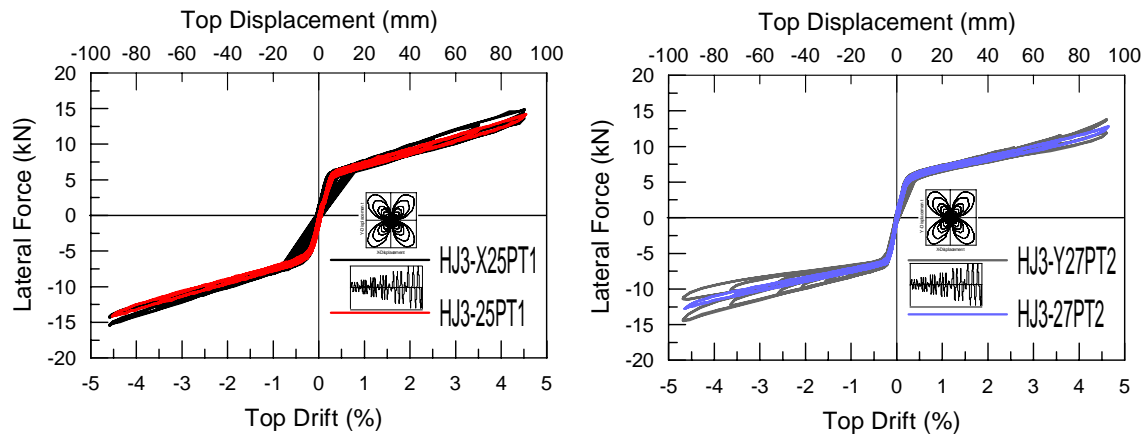 Top Displacement (mm)
-100 -80 -60 -40 -20 0 20 40 60 80 100
20
15
10
5
0
-5
-10
-15
-20
Lateral Force (kN)
Y-Displacement
X-Displacement
HJ3-X25PT1
HJ3-25PT1
-5 -4 -3 -2 -1 0 1 2 3 4 5
Top Drift (%)
Top Displacement (mm)
-100 -80 -60 -40 -20 0 20 40 60 80 100
20
15
10
5
0
-5
-10
-15
-20
Lateral Force (kN)
Y-Displacement
X-Displacement
HJ3-Y27PT2
HJ3-27PT2
-5 -4 -3 -2 -1 0 1 2 3 4 5
Top Drift (%)